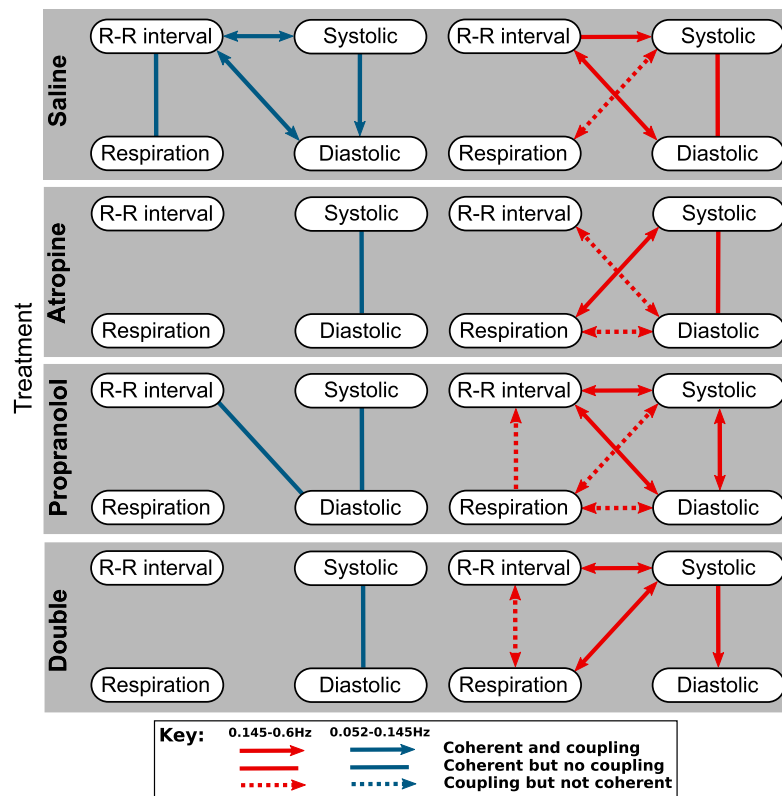 Treatment
Saline
R-R interval Systolic R-R interval Systolic
Respiration Diastolic Respiration Diastolic
Atropine
R-R interval Systolic R-R interval Systolic
Respiration Diastolic Respiration Diastolic
Propranolol
R-R interval Systolic R-R interval Systolic
Respiration Diastolic Respiration Diastolic
Double
R-R interval Systolic R-R interval Systolic
Respiration Diastolic Respiration Diastolic
Key: 0.145-0.6Hz 0.052-0.145Hz
Coherent and coupling
Coherent but no coupling
Coupling but not coherent